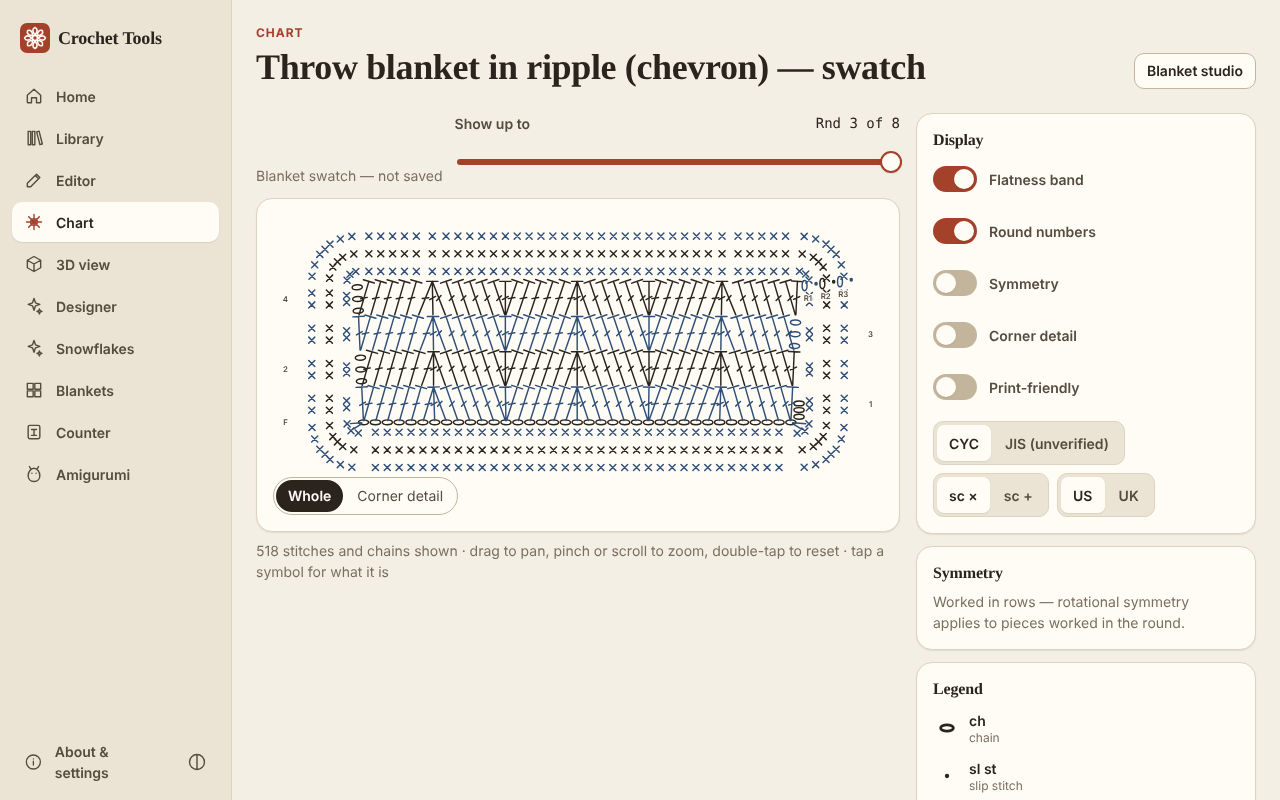 Crochet Tools
Home
Library
Editor
Chart
3D view
Designer
Snowflakes
Blankets
Counter
Amigurumi
About &
settings
CHART
Throw blanket in ripple (chevron) — swatch
Blanket studio
Show up to
Rnd 3 of 8
Blanket swatch — not saved
4
2
F
3
1
R1
R2
R3
Whole
Corner detail
518 stitches and chains shown · drag to pan, pinch or scroll to zoom, double-tap to reset · tap a
symbol for what it is
Display
Flatness band
Round numbers
Symmetry
Corner detail
Print-friendly
CYC
JIS (unverified)
sc ×
sc +
US
UK
Symmetry
Worked in rows — rotational symmetry
applies to pieces worked in the round.
Legend
ch
chain
sl st
slip stitch